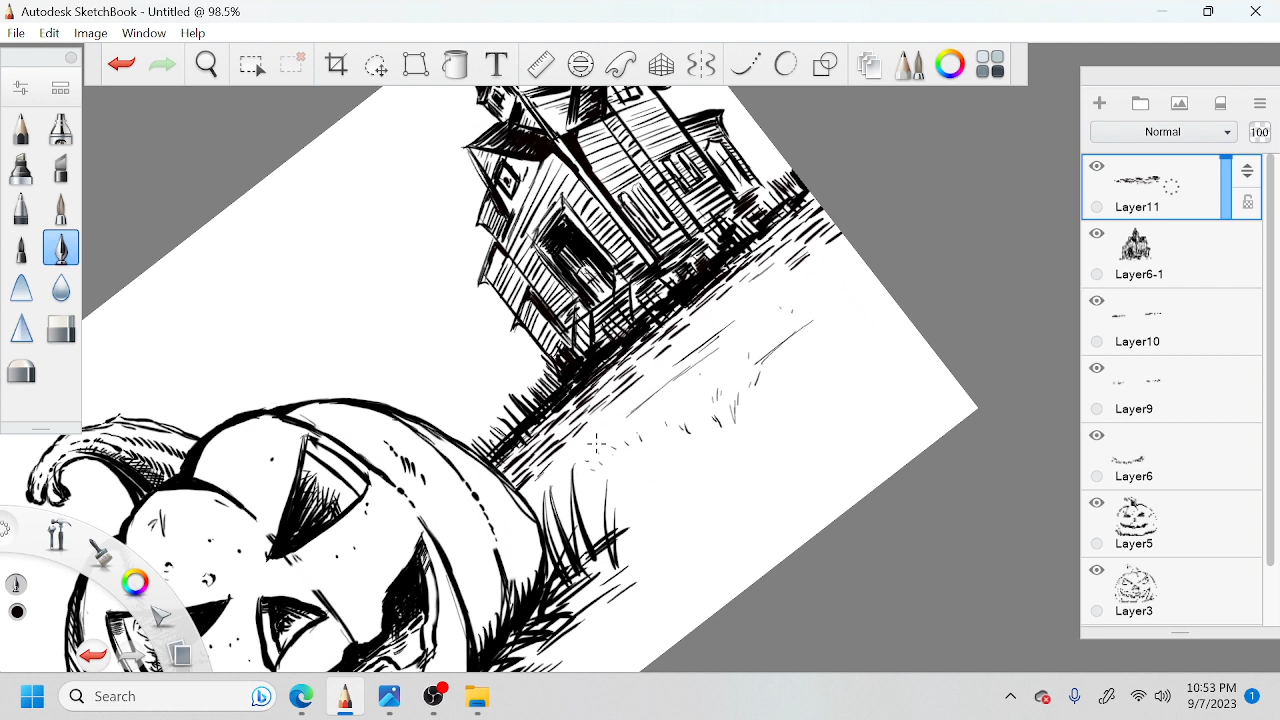 Autodesk SketchBook - Untitled @ 98.5%
File Edit Image Window Help
Normal
100
Layer11
Layer6-1
Layer10
Layer9
Layer6
Layer5
Layer3
Search
10:53 PM
9/7/2023
1